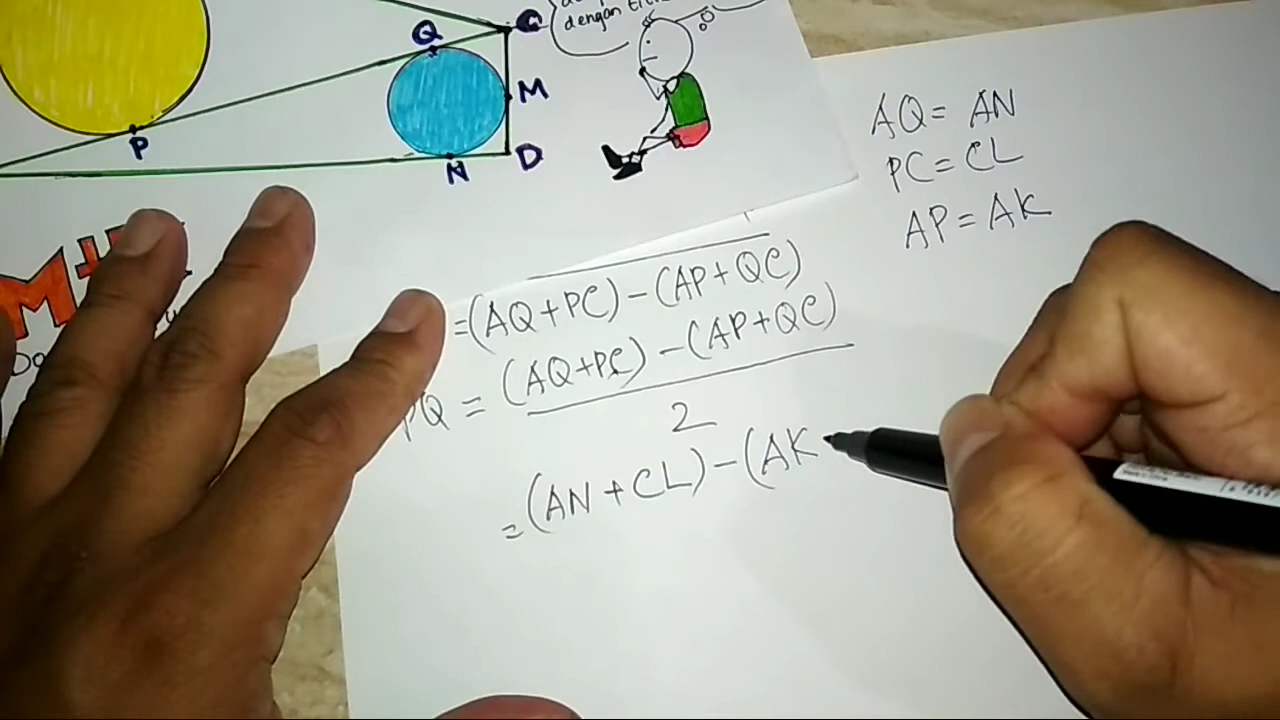 dengan
C
Q
M
P
N
D
AQ = AN
PC = CL
AP = AK
= (AQ + PC) - (AP + QC)
PQ = (AQ + PC) - (AP + QC)
2
= (AN + CL) - (AK